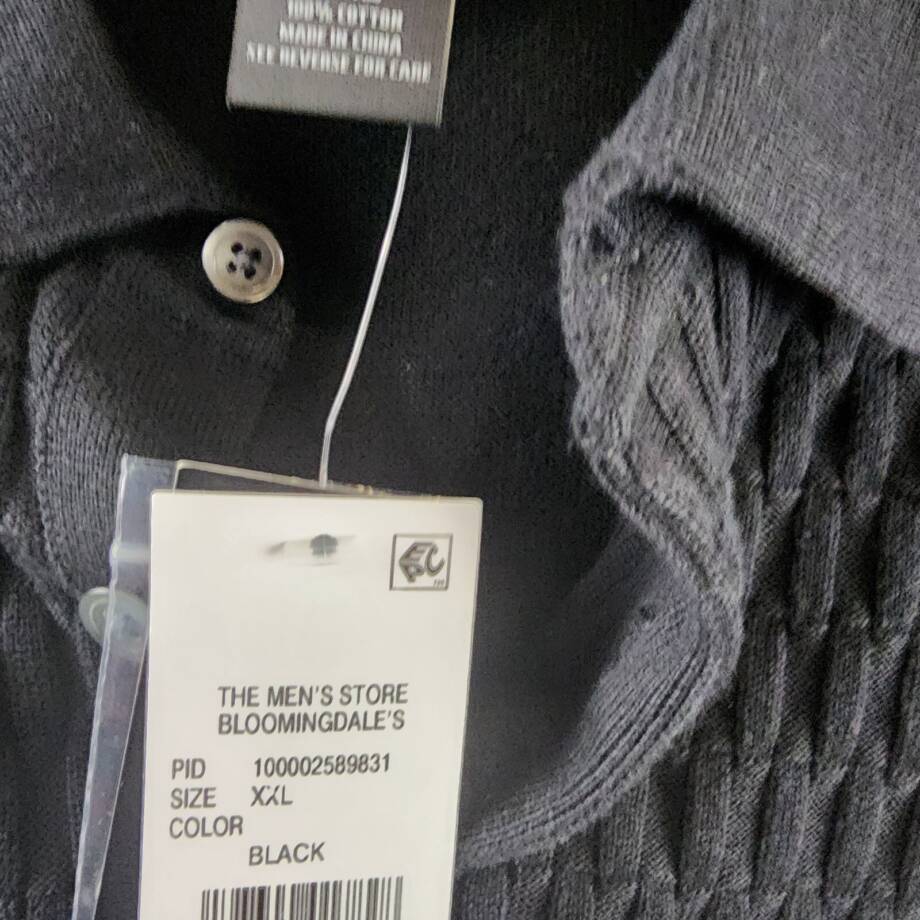 100% COTTON
MADE IN CHINA
SEE REVERSE FOR CARE
EPC
THE MEN'S STORE
BLOOMINGDALE'S
PID 100002589831
SIZE XXL
COLOR
BLACK